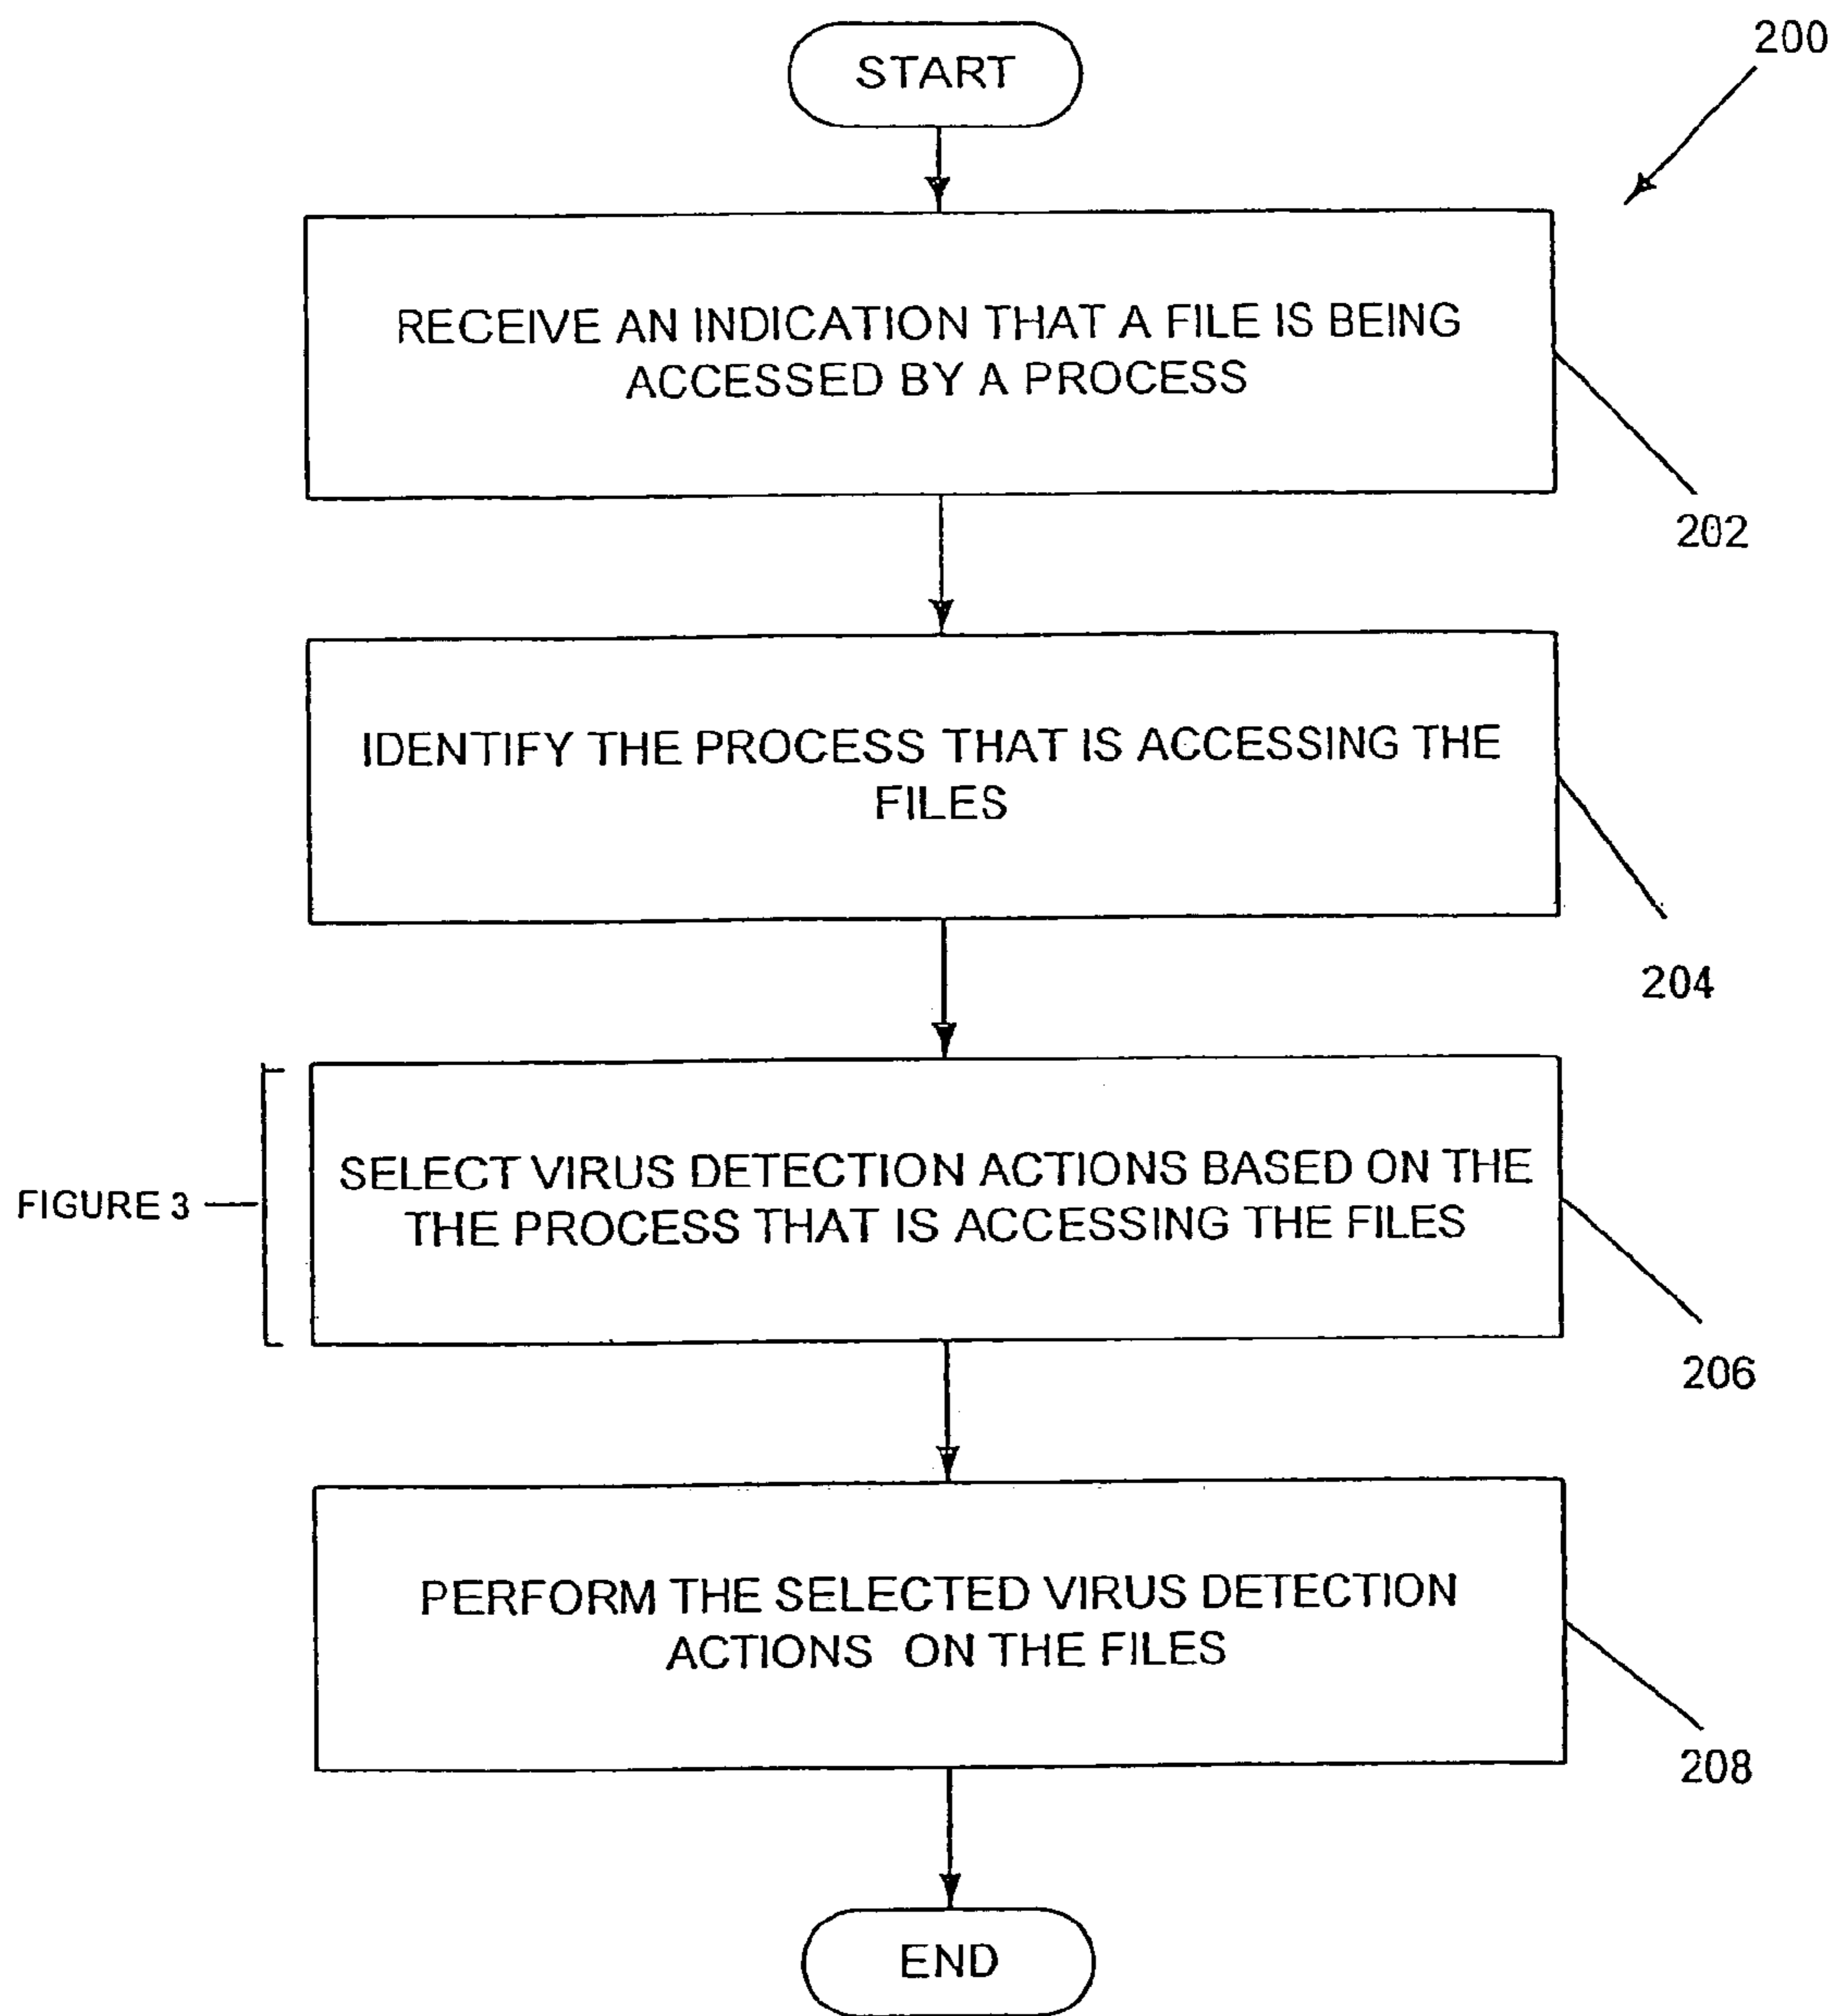 START
200
RECEIVE AN INDICATION THAT A FILE IS BEING
ACCESSED BY A PROCESS
202
IDENTIFY THE PROCESS THAT IS ACCESSING THE
FILES
204
FIGURE 3
SELECT VIRUS DETECTION ACTIONS BASED ON THE
THE PROCESS THAT IS ACCESSING THE FILES
206
PERFORM THE SELECTED VIRUS DETECTION
ACTIONS ON THE FILES
208
END